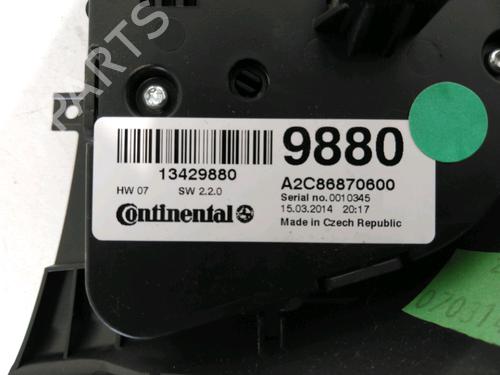 PARTS
13429880
HW 07 SW 2.2.0
Continental
9880
A2C86870600
Serial no.0010345
15.03.2014 20:17
Made in Czech Republic